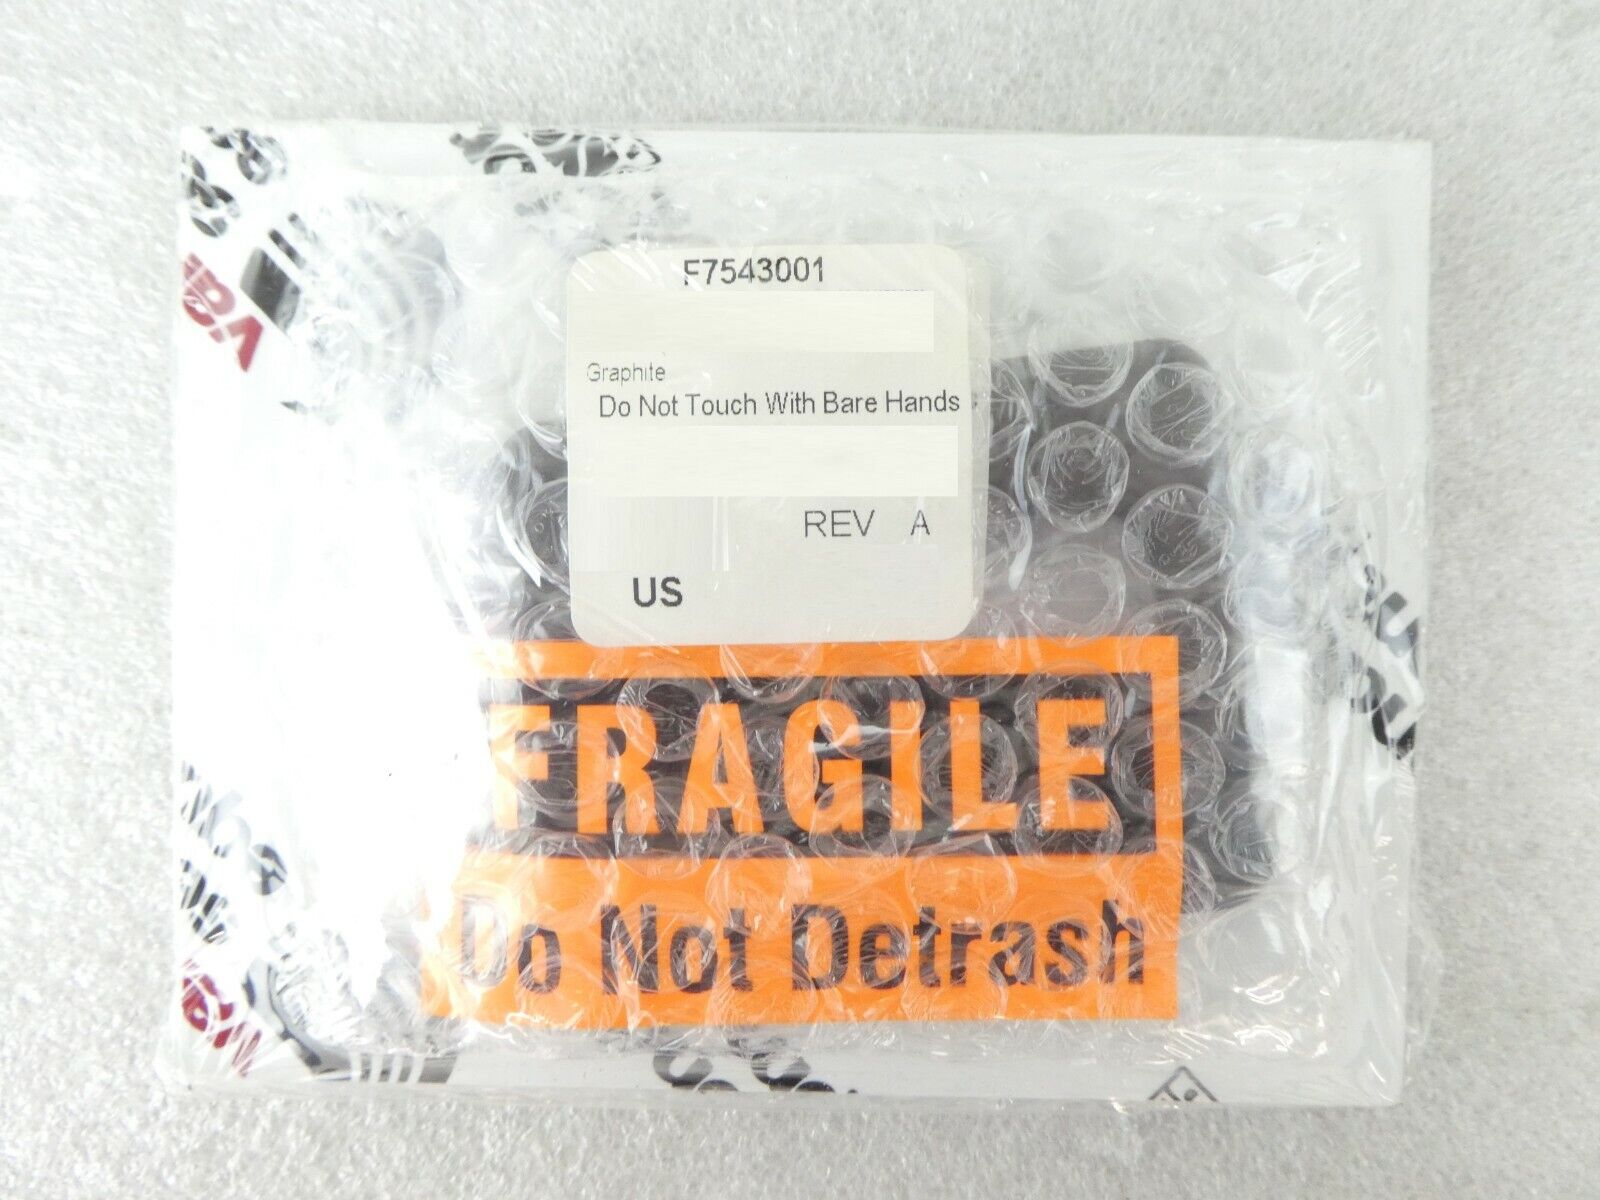 F7543001
Graphite
Do Not Touch With Bare Hands
REV A
US
FRAGILE
Do Not Detrash